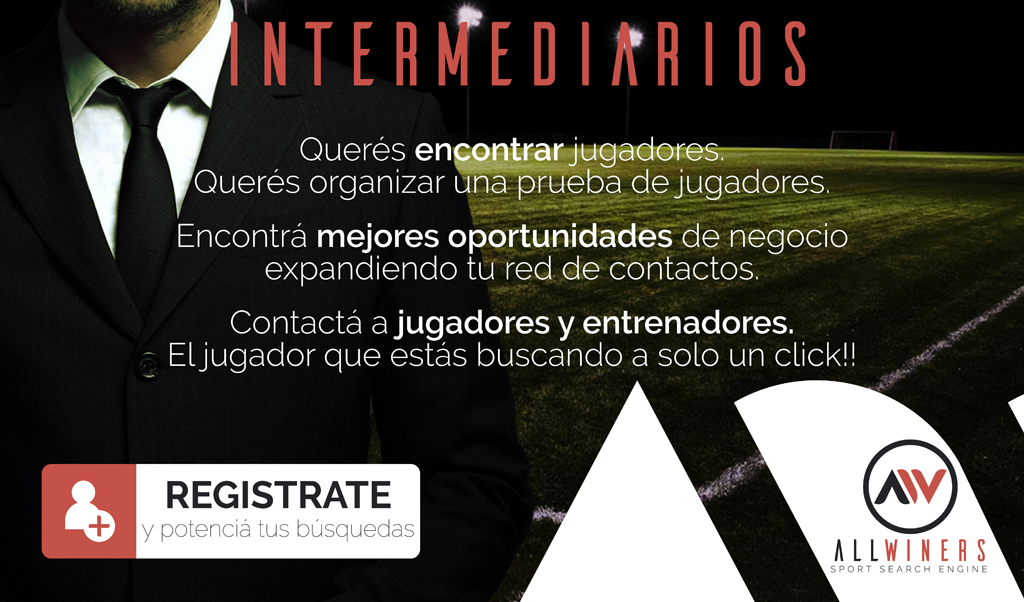 INTERMEDIARIOS
Querés encontrar jugadores.
Querés organizar una prueba de jugadores.
Encontrá mejores oportunidades de negocio
expandiendo tu red de contactos.
Contactá a jugadores y entrenadores.
El jugador que estás buscando a solo un click!!
REGISTRATE
y potenciá tus búsquedas
AW
ALLWINERS
SPORT SEARCH ENGINE